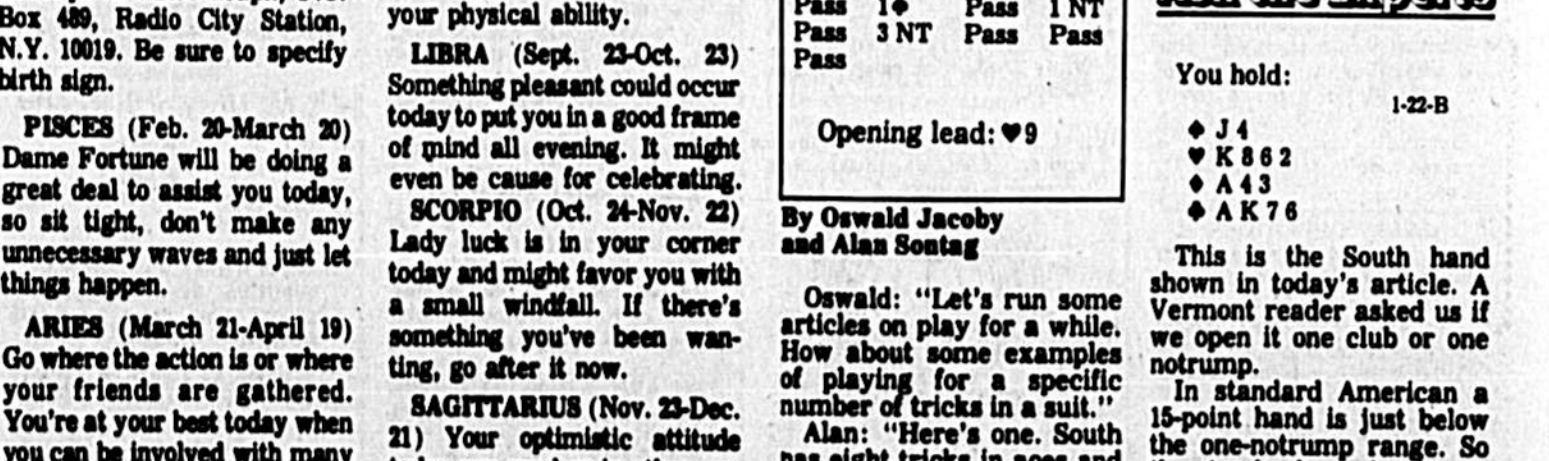 Box 489, Radio City Station,
N.Y. 10019. Be sure to specify
birth sign.
PISCES (Feb. 20-March 20)
Dame Fortune will be doing a
great deal to assist you today,
so sit tight, don't make any
unnecessary waves and just let
things happen.
ARIES (March 21-April 19)
Go where the action is or where
your friends are gathered.
You're at your best today when
you can be involved with many
your physical ability.
LIBRA (Sept. 23-Oct. 23)
Something pleasant could occur
today to put you in a good frame
of mind all evening. It might
even be cause for celebrating.
SCORPIO (Oct. 24-Nov. 22)
Lady luck is in your corner
today and might favor you with
a small windfall. If there's
something you've been wan-
ting, go after it now.
SAGITTARIUS (Nov. 23-Dec.
21) Your optimistic attitude
Pass 1♠ Pass 1 NT
Pass 3 NT Pass Pass
Pass
Opening lead: ♥9
By Oswald Jacoby
and Alan Sontag
Oswald: "Let's run some
articles on play for a while.
How about some examples
of playing for a specific
number of tricks in a suit."
Alan: "Here's one. South
has eight tricks in aces and
Ask the Experts
You hold:
1-22-B
♠ J 4
♥ K 8 6 2
♦ A 4 3
♣ A K 7 6
This is the South hand
shown in today's article. A
Vermont reader asked us if
we open it one club or one
notrump.
In standard American a
15-point hand is just below
the one-notrump range. So